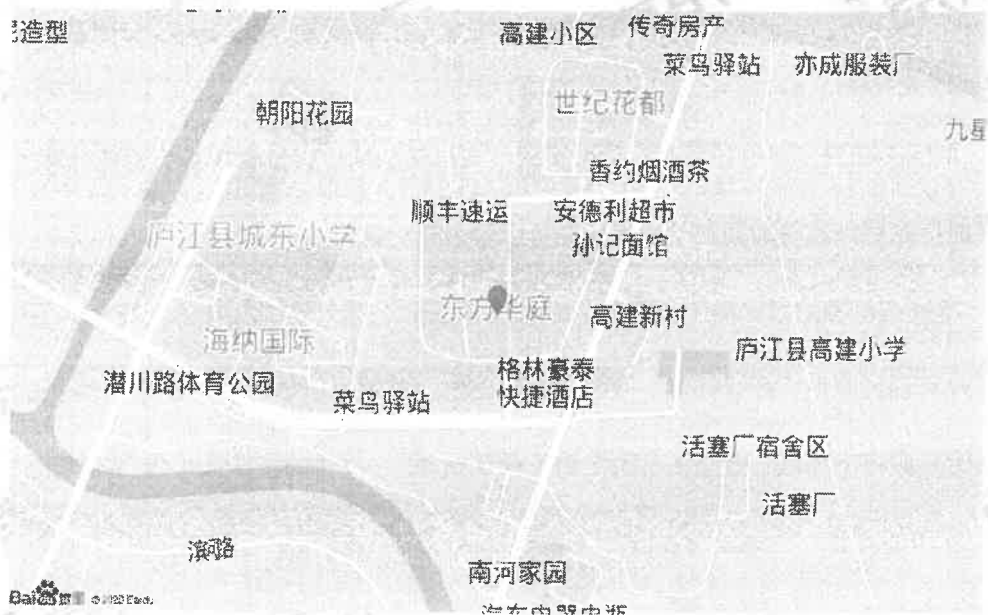 造型
高建小区
传奇房产
菜鸟驿站
亦成服装厂
朝阳花园
世纪花都
九星
香约烟酒茶
顺丰速运
安德利超市
庐江县城东小学
孙记面馆
东方华庭
高建新村
海纳国际
庐江县高建小学
格林豪泰
快捷酒店
潜川路体育公园
菜鸟驿站
活塞厂宿舍区
活塞厂
滨河路
南河家园
Bai